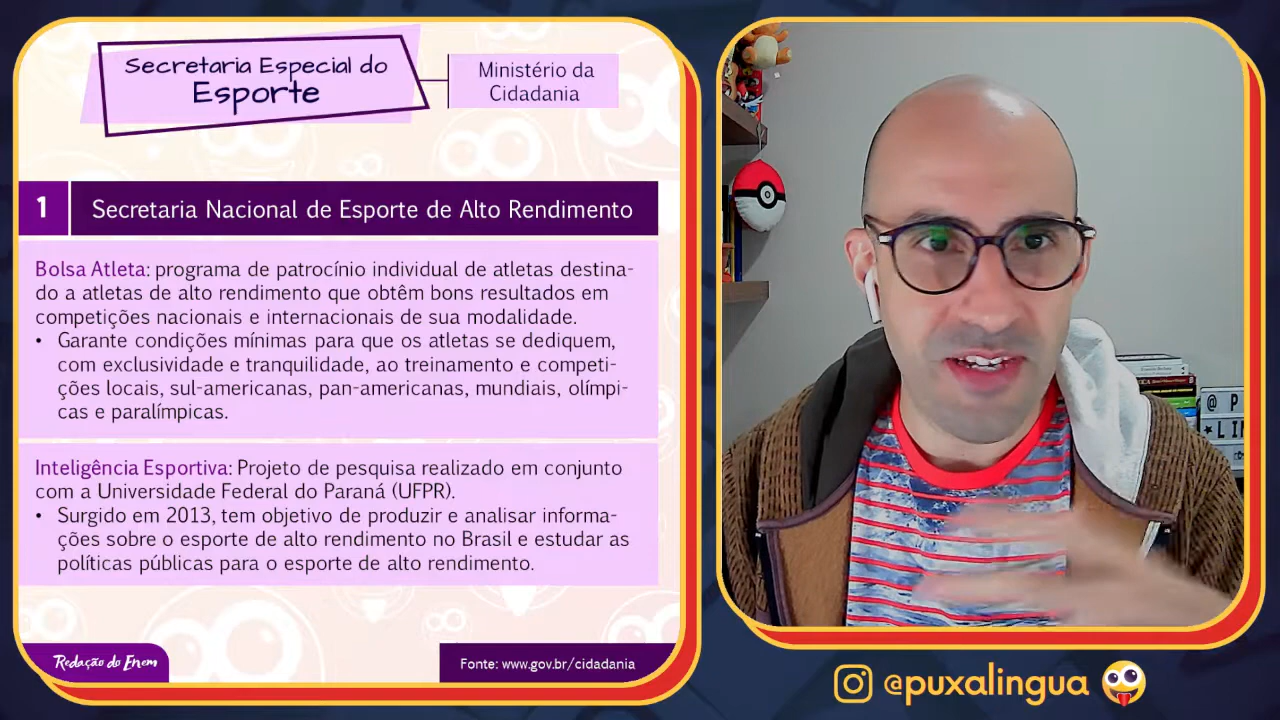 Secretaria Especial do
Esporte
Ministério da
Cidadania
1
Secretaria Nacional de Esporte de Alto Rendimento
Bolsa Atleta: programa de patrocínio individual de atletas destina-
do a atletas de alto rendimento que obtêm bons resultados em
competições nacionais e internacionais de sua modalidade.
• Garante condições mínimas para que os atletas se dediquem,
com exclusividade e tranquilidade, ao treinamento e competi-
ções locais, sul-americanas, pan-americanas, mundiais, olímpi-
cas e paralímpicas.
Inteligência Esportiva: Projeto de pesquisa realizado em conjunto
com a Universidade Federal do Paraná (UFPR).
• Surgido em 2013, tem objetivo de produzir e analisar informa-
ções sobre o esporte de alto rendimento no Brasil e estudar as
políticas públicas para o esporte de alto rendimento.
Redação do Enem
Fonte: www.gov.br/cidadania
@ P
★ L I N
@puxalingua